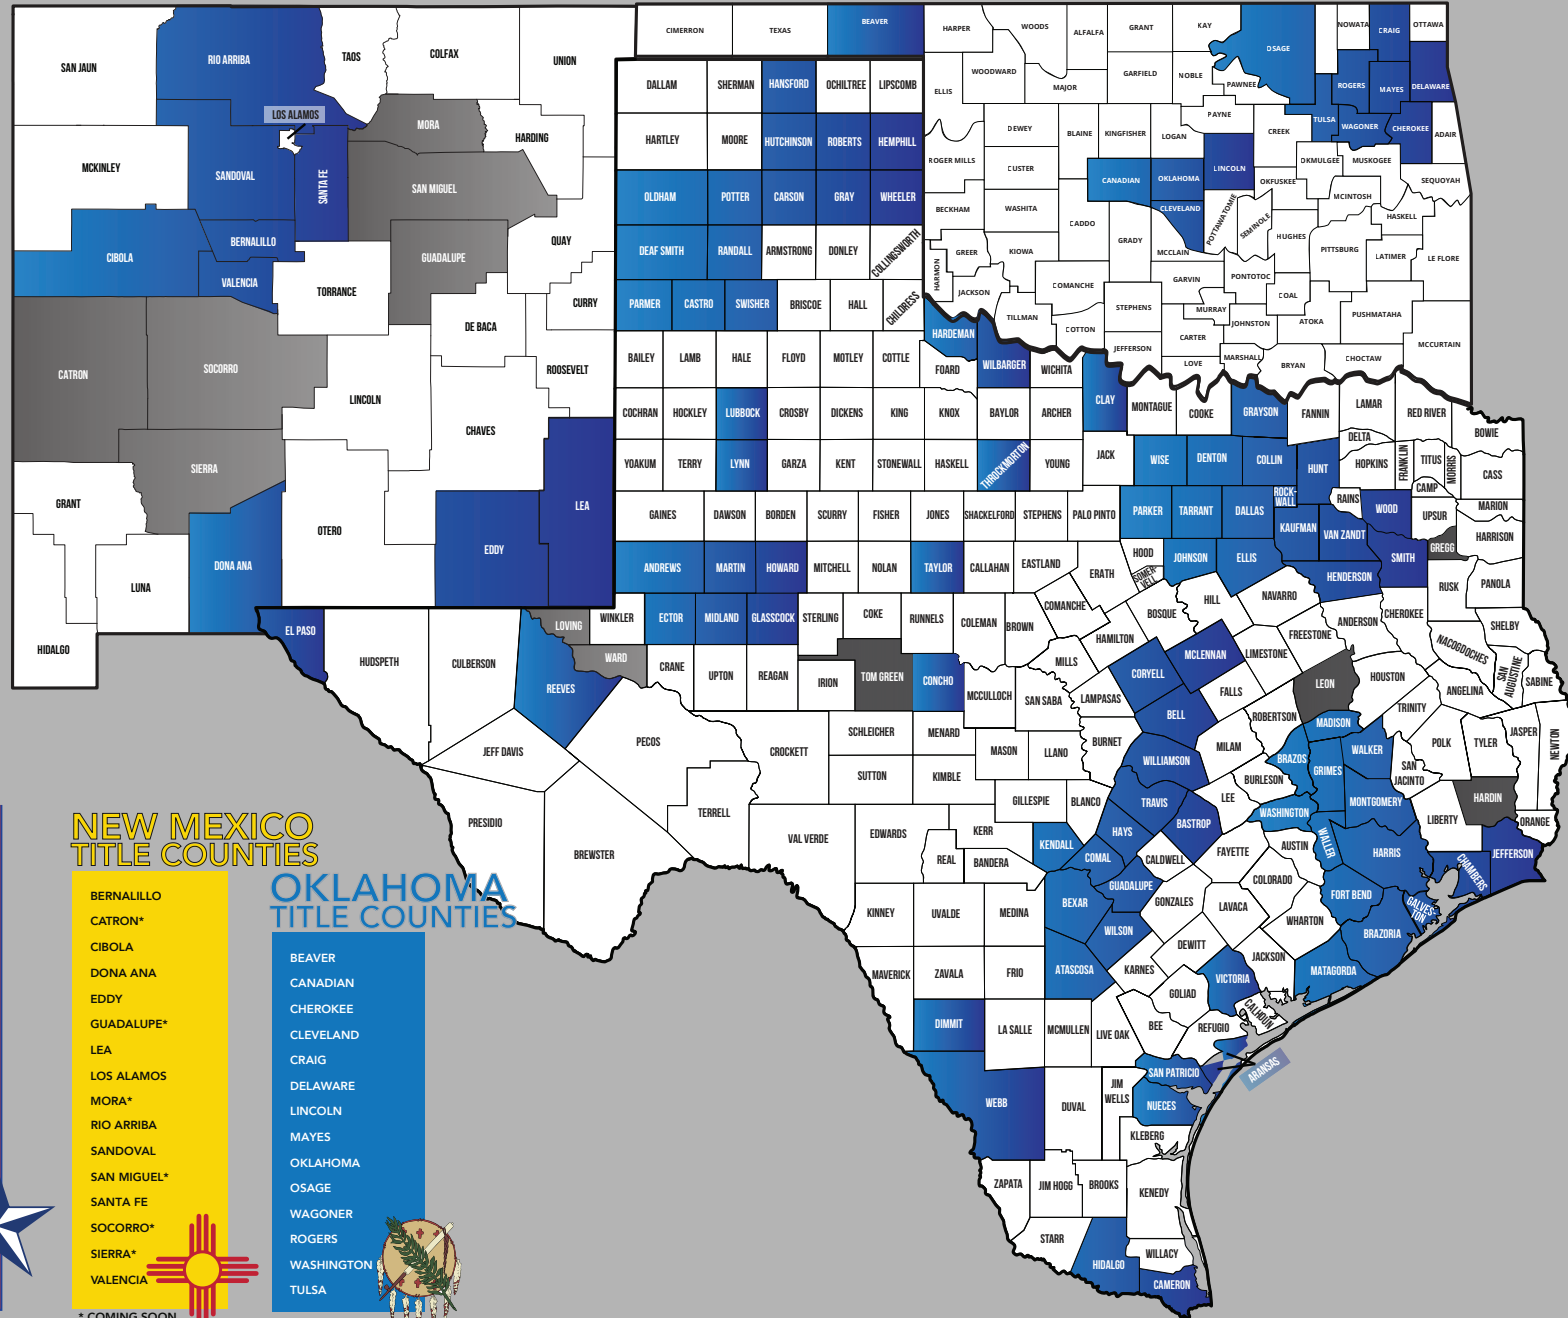 CIMERRON
TEXAS
BEAVER
HARPER
WOODS
ALFALFA
GRANT
KAY
OSAGE
NOWATA
CRAIG
OTTAWA
WOODWARD
ELLIS
MAJOR
GARFIELD
NOBLE
PAWNEE
ROGERS
MAYES
DELAWARE
ROGER MILLS
DEWEY
BLAINE
KINGFISHER
LOGAN
PAYNE
CREEK
TULSA
WAGONER
CHEROKEE
ADAIR
CUSTER
CANADIAN
OKLAHOMA
LINCOLN
OKFUSKEE
OKMULGEE
MUSKOGEE
SEQUOYAH
MCINTOSH
BECKHAM
WASHITA
CADDO
GRADY
CLEVELAND
MCCLAIN
POTTAWATOMIE
SEMINOLE
HUGHES
PITTSBURG
HASKELL
LATIMER
LE FLORE
HARMON
GREER
KIOWA
JACKSON
COMANCHE
TILLMAN
COTTON
STEPHENS
JEFFERSON
GARVIN
MURRAY
CARTER
LOVE
PONTOTOC
COAL
JOHNSTON
MARSHALL
ATOKA
BRYAN
PUSHMATAHA
CHOCTAW
MCCURTAIN
SAN JAUN
RIO ARRIBA
TAOS
COLFAX
UNION
LOS ALAMOS
MORA
HARDING
MCKINLEY
SANDOVAL
SANTA FE
SAN MIGUEL
CIBOLA
BERNALILLO
VALENCIA
TORRANCE
GUADALUPE
QUAY
CURRY
DE BACA
ROOSEVELT
CATRON
SOCORRO
LINCOLN
CHAVES
SIERRA
GRANT
LUNA
HIDALGO
DONA ANA
OTERO
EDDY
LEA
DALLAM
SHERMAN
HANSFORD
OCHILTREE
LIPSCOMB
HARTLEY
MOORE
HUTCHINSON
ROBERTS
HEMPHILL
OLDHAM
POTTER
CARSON
GRAY
WHEELER
DEAF SMITH
RANDALL
ARMSTRONG
DONLEY
COLLINGSWORTH
PARMER
CASTRO
SWISHER
BRISCOE
HALL
CHILDRESS
BAILEY
LAMB
HALE
FLOYD
MOTLEY
COTTLE
HARDEMAN
FOARD
WILBARGER
WICHITA
CLAY
MONTAGUE
COOKE
GRAYSON
FANNIN
LAMAR
RED RIVER
BOWIE
COCHRAN
HOCKLEY
LUBBOCK
CROSBY
DICKENS
KING
KNOX
BAYLOR
ARCHER
YOAKUM
TERRY
LYNN
GARZA
KENT
STONEWALL
HASKELL
THROCKMORTON
YOUNG
JACK
WISE
DENTON
COLLIN
HUNT
DELTA
HOPKINS
FRANKLIN
TITUS
MORRIS
CAMP
CASS
MARION
GAINES
DAWSON
BORDEN
SCURRY
FISHER
JONES
SHACKELFORD
STEPHENS
PALO PINTO
PARKER
TARRANT
DALLAS
ROCK-
WALL
KAUFMAN
RAINS
VAN ZANDT
WOOD
UPSUR
HARRISON
GREGG
SMITH
ANDREWS
MARTIN
HOWARD
MITCHELL
NOLAN
TAYLOR
CALLAHAN
EASTLAND
ERATH
HOOD
SOMER-
VELL
JOHNSON
ELLIS
HENDERSON
RUSK
PANOLA
EL PASO
HUDSPETH
CULBERSON
LOVING
WINKLER
ECTOR
MIDLAND
GLASSCOCK
STERLING
COKE
RUNNELS
COLEMAN
BROWN
COMANCHE
HAMILTON
BOSQUE
HILL
NAVARRO
FREESTONE
ANDERSON
CHEROKEE
NACOGDOCHES
SHELBY
SAN
AUGUSTINE
SABINE
REEVES
WARD
CRANE
UPTON
REAGAN
IRION
TOM GREEN
CONCHO
MCCULLOCH
SAN SABA
MILLS
LAMPASAS
CORYELL
MCLENNAN
LIMESTONE
FALLS
LEON
HOUSTON
ANGELINA
TRINITY
JEFF DAVIS
PECOS
CROCKETT
SCHLEICHER
MENARD
MASON
LLANO
BURNET
BELL
MILAM
ROBERTSON
MADISON
WALKER
POLK
TYLER
JASPER
NEWTON
SAN
JACINTO
SUTTON
KIMBLE
GILLESPIE
BLANCO
WILLIAMSON
TRAVIS
BASTROP
LEE
BURLESON
BRAZOS
GRIMES
MONTGOMERY
LIBERTY
HARDIN
ORANGE
JEFFERSON
CHAMBERS
PRESIDIO
BREWSTER
TERRELL
VAL VERDE
EDWARDS
REAL
KERR
BANDERA
KENDALL
COMAL
HAYS
CALDWELL
GUADALUPE
FAYETTE
WASHINGTON
AUSTIN
WALLER
HARRIS
COLORADO
FORT BEND
GALVES-
TON
BRAZORIA
KINNEY
UVALDE
MEDINA
BEXAR
WILSON
GONZALES
LAVACA
WHARTON
MATAGORDA
DEWITT
JACKSON
MAVERICK
ZAVALA
FRIO
ATASCOSA
KARNES
GOLIAD
VICTORIA
CALHOUN
DIMMIT
LA SALLE
MCMULLEN
LIVE OAK
BEE
REFUGIO
ARANSAS
SAN PATRICIO
WEBB
DUVAL
JIM
WELLS
NUECES
KLEBERG
ZAPATA
JIM HOGG
BROOKS
KENEDY
STARR
HIDALGO
WILLACY
CAMERON
NEW MEXICO
TITLE COUNTIES
BERNALILLO
CATRON*
CIBOLA
DONA ANA
EDDY
GUADALUPE*
LEA
LOS ALAMOS
MORA*
RIO ARRIBA
SANDOVAL
SAN MIGUEL*
SANTA FE
SOCORRO*
SIERRA*
VALENCIA
* COMING SOON
OKLAHOMA
TITLE COUNTIES
BEAVER
CANADIAN
CHEROKEE
CLEVELAND
CRAIG
DELAWARE
LINCOLN
MAYES
OKLAHOMA
OSAGE
WAGONER
ROGERS
WASHINGTON
TULSA